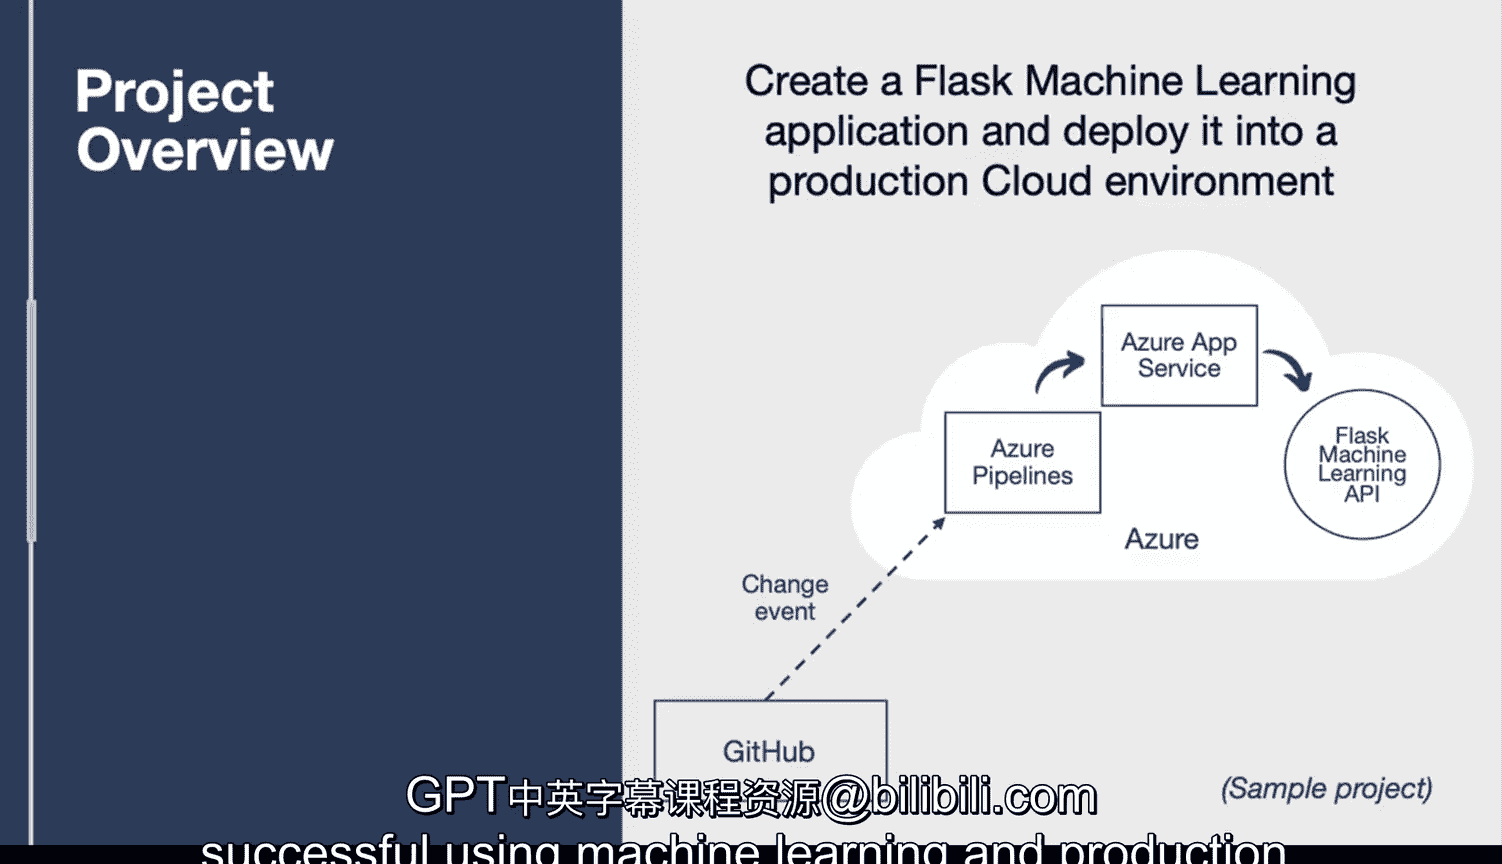 Project
Overview
Create a Flask Machine Learning
application and deploy it into a
production Cloud environment
Azure App
Service
Azure
Pipelines
Flask
Machine
Learning
API
Azure
Change
event
GitHub
(Sample project)
GPT中英字幕课程资源@bilibili.com
successful using machine learning and production